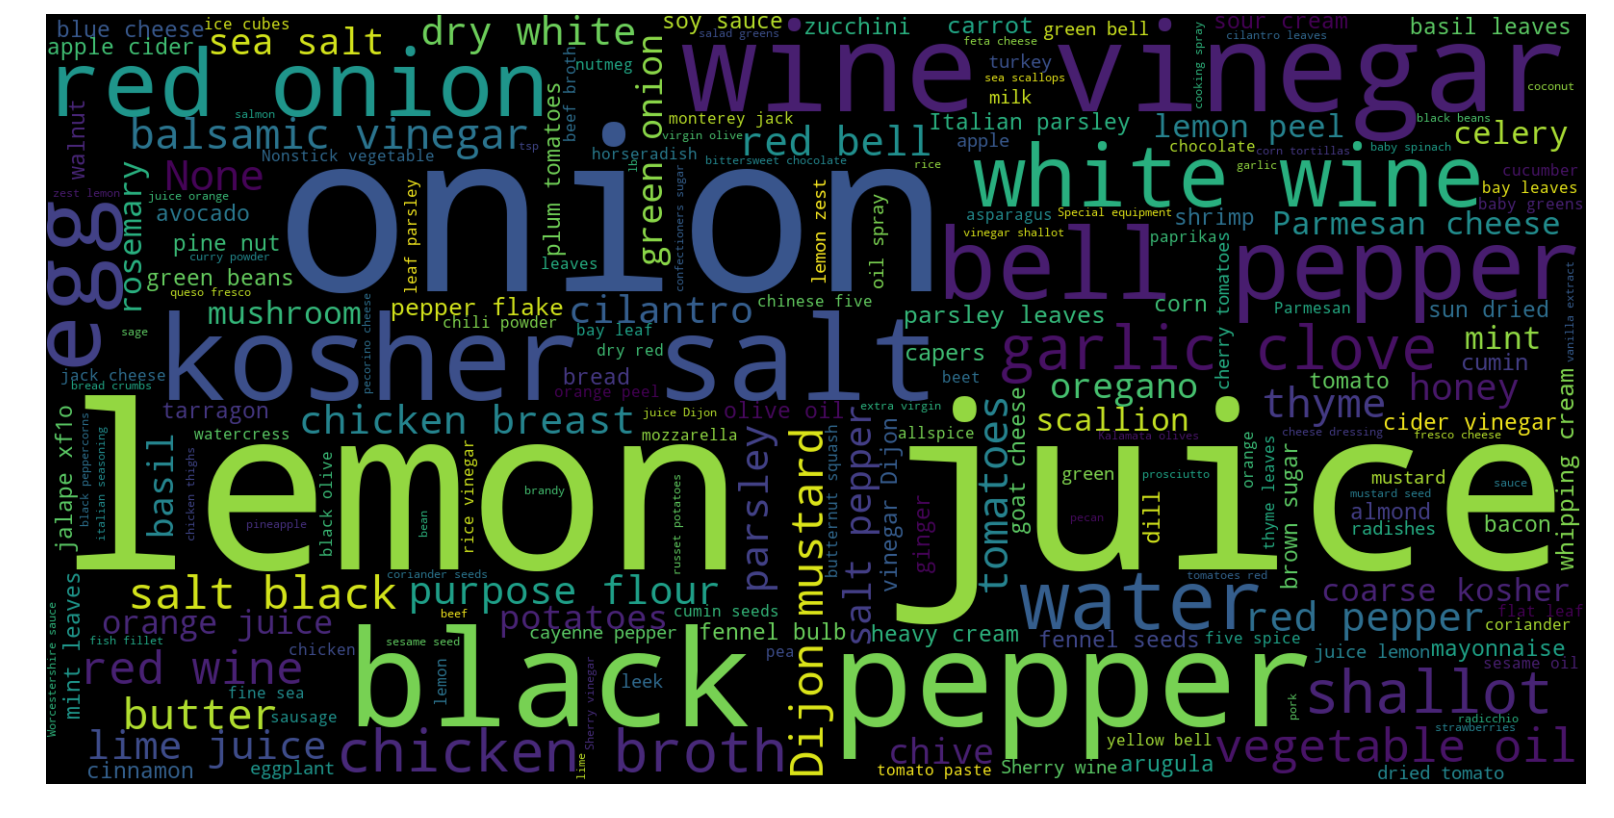 blue cheese
ice cubes
apple cider
sea salt
dry white
soy sauce
salad greens
zucchini
carrot
feta cheese
green bell
sour cream
cilantro leaves
basil leaves
red onion
nutmeg
beef broth
green onion
wine vinegar
turkey
sea scallops
milk
cooking spray
coconut
walnut
salmon
balsamic vinegar
tsp
plum tomatoes
monterey jack
virgin olive
red bell
Italian parsley
apple
lemon peel
chocolate
black beans
celery
Nonstick vegetable
horseradish
lb
bittersweet chocolate
rice
garlic
corn tortillas
baby spinach
None
rosemary
zest lemon
juice orange
avocado
onion
leaf parsley
confectioners sugar
lemon zest
oil spray
white wine
cucumber
bay leaves
baby greens
asparagus
Special equipment
shrimp
vinegar shallot
paprika
Parmesan cheese
egg
pine nut
curry powder
green beans
queso fresco
leaves
bell pepper
mushroom
pepper flake
cilantro
chinese five
corn
cherry tomatoes
Parmesan
sun dried
vanilla extract
sage
pecorino cheese
chili powder
bay leaf
dry red
parsley leaves
capers
garlic clove
mint
cumin
jack cheese
bread crumbs
kosher salt
bread
orange peel
beet
oregano
tomato
honey
tarragon
chicken breast
juice Dijon
olive oil
extra virgin
scallion
thyme
cider vinegar
fresco cheese
cheese dressing
whipping cream
jalape xf1o
black peppercorns
italian seasoning
basil
chicken thighs
watercress
lemon
pineapple
black olive
bean
rice vinegar
brandy
mozzarella
russet potatoes
parsley
mustard
butternut squash
salt pepper
vinegar Dijon
allspice
ginger
tomatoes
goat cheese
juice
green
Kalamata olives
prosciutto
pecan
dill
orange
thyme leaves
brown sugar
mustard
mustard seed
almond
radishes
sauce
bacon
salt black
coriander seeds
purpose flour
tomatoes red
water
coarse kosher
mint leaves
Worcestershire sauce
orange juice
beef
potatoes
cumin seeds
Dijon
red pepper
flat leaf
coriander
fish fillet
red wine
chicken
sesame seed
cayenne pepper
fennel bulb
heavy cream
fennel seeds
five spice
juice lemon
mayonnaise
sesame oil
black pepper
lemon
pea
leek
fine sea
sausage
Sherry vinegar
pork
shallot
radicchio
strawberries
butter
lime juice
cinnamon
eggplant
chicken broth
lime
chive
tomato paste
Sherry wine
yellow bell
arugula
vegetable oil
dried tomato